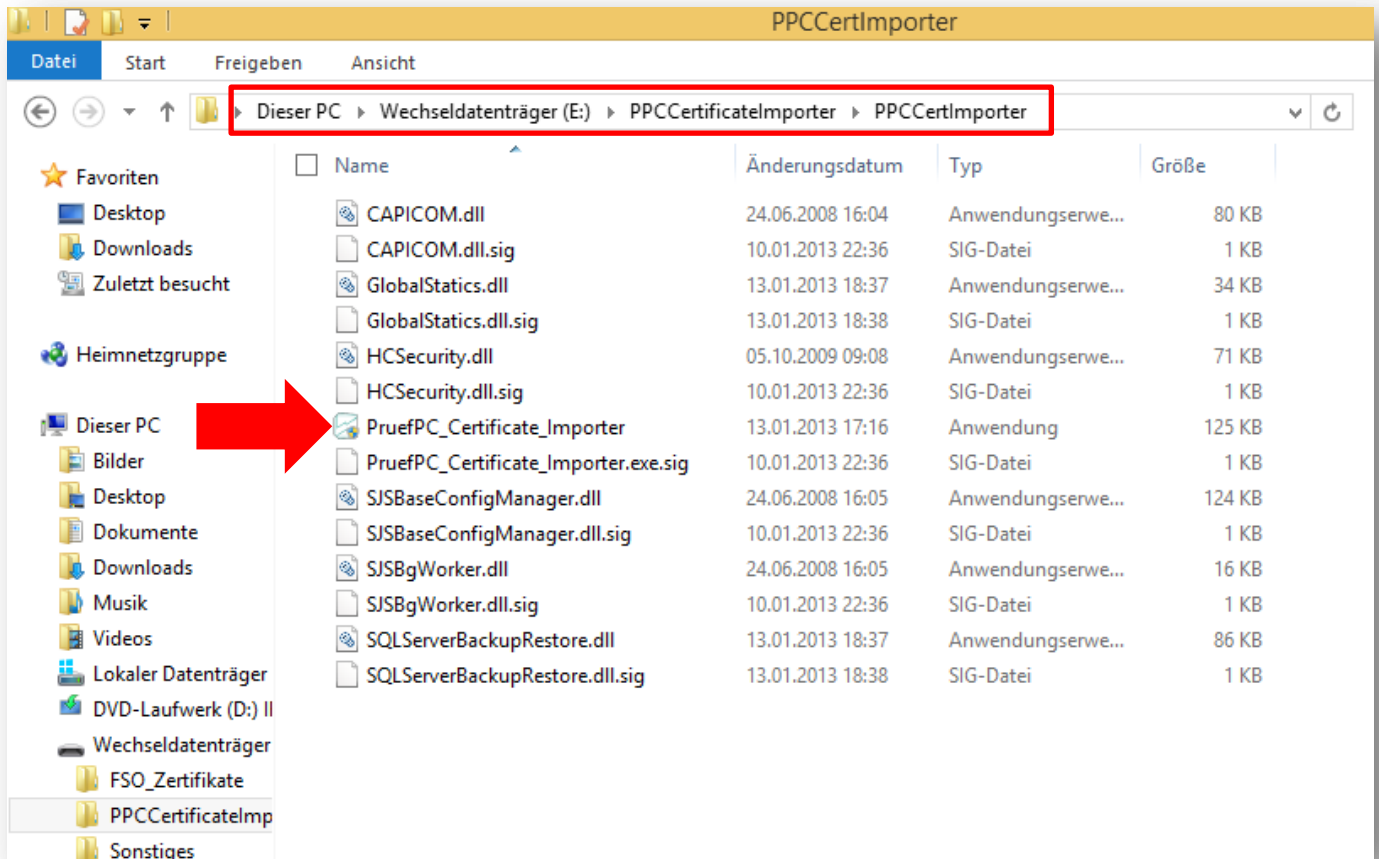 PPCCertImporter
Datei Start Freigeben Ansicht
Dieser PC Wechseldatenträger (E:) PPCCertificateImporter PPCCertImporter
Favoriten
Desktop
Downloads
Zuletzt besucht
Heimnetzgruppe
Dieser PC
Bilder
Desktop
Dokumente
Downloads
Musik
Videos
Lokaler Datenträger
DVD-Laufwerk (D:) II
Wechseldatenträger
FSO_Zertifikate
PPCCertificateImp
Sonstiges
Name Änderungsdatum Typ Größe
CAPICOM.dll 24.06.2008 16:04 Anwendungserwe... 80 KB
CAPICOM.dll.sig 10.01.2013 22:36 SIG-Datei 1 KB
GlobalStatics.dll 13.01.2013 18:37 Anwendungserwe... 34 KB
GlobalStatics.dll.sig 13.01.2013 18:38 SIG-Datei 1 KB
HCSecurity.dll 05.10.2009 09:08 Anwendungserwe... 71 KB
HCSecurity.dll.sig 10.01.2013 22:36 SIG-Datei 1 KB
PruefPC_Certificate_Importer 13.01.2013 17:16 Anwendung 125 KB
PruefPC_Certificate_Importer.exe.sig 10.01.2013 22:36 SIG-Datei 1 KB
SJSBaseConfigManager.dll 24.06.2008 16:05 Anwendungserwe... 124 KB
SJSBaseConfigManager.dll.sig 10.01.2013 22:36 SIG-Datei 1 KB
SJSBgWorker.dll 24.06.2008 16:05 Anwendungserwe... 16 KB
SJSBgWorker.dll.sig 10.01.2013 22:36 SIG-Datei 1 KB
SQLServerBackupRestore.dll 13.01.2013 18:37 Anwendungserwe... 86 KB
SQLServerBackupRestore.dll.sig 13.01.2013 18:38 SIG-Datei 1 KB